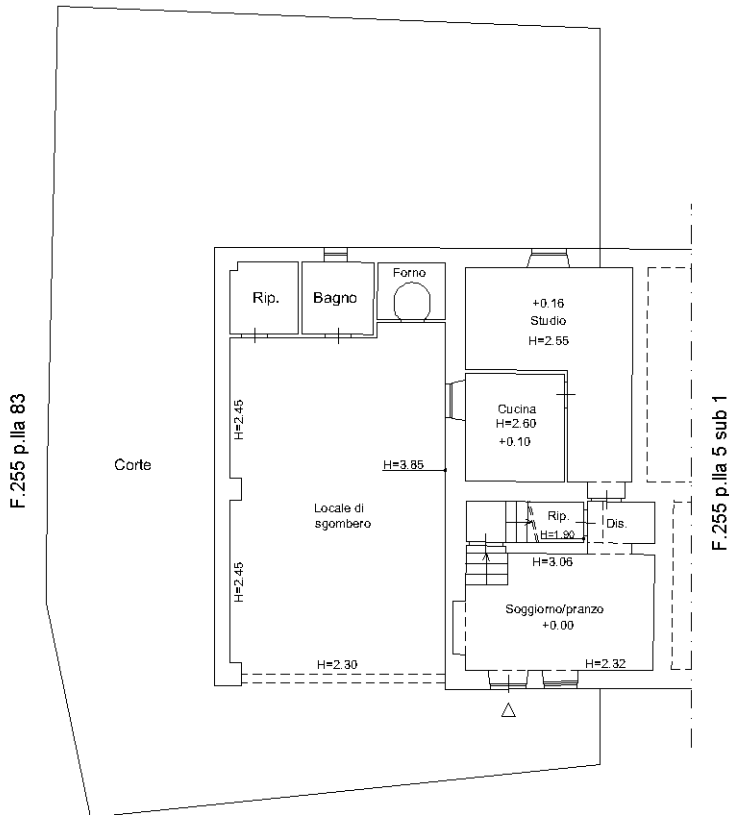 Forno
Rip.
Bagno
+0.16
Studio
H=2.55
F.255 p.lla 83
H=2.45
Cucina
H=2.60
+0.10
F.255 p.lla 5 sub 1
Corte
H=3.85
Locale di
sgombero
Rip.
H=1.90
Dis.
H=3.06
H=2.45
Soggiorno/pranzo
+0.00
H=2.30
H=2.32